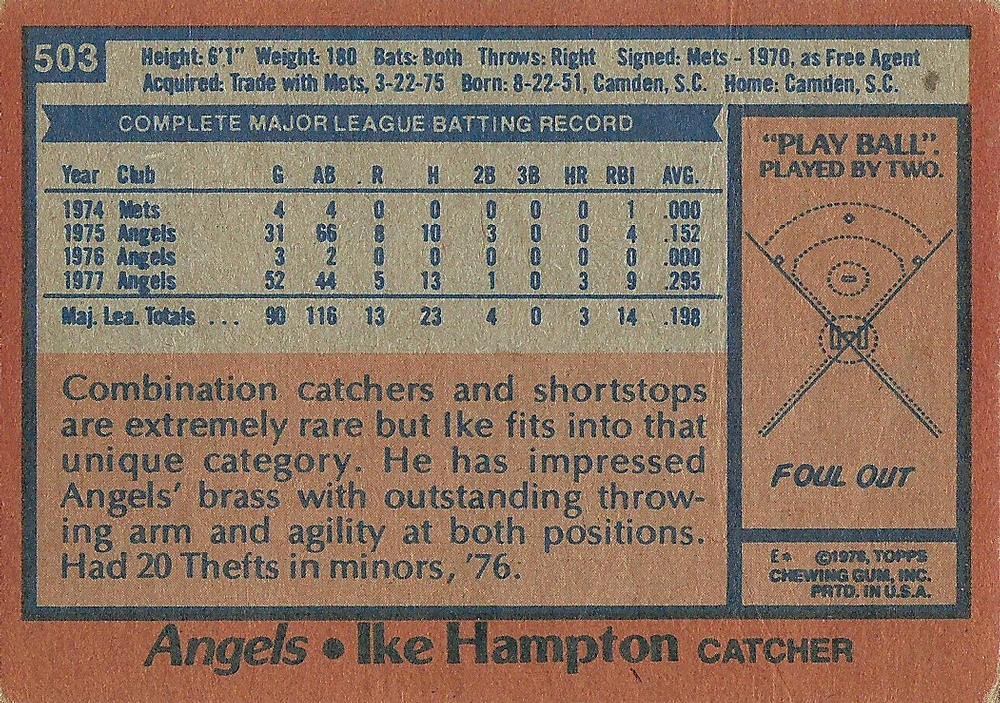 503
Height: 6'1" Weight: 180 Bats: Both Throws: Right Signed: Mets - 1970, as Free Agent
Acquired: Trade with Mets, 3-22-75 Born: 8-22-51, Camden, S.C. Home: Camden, S.C.
COMPLETE MAJOR LEAGUE BATTING RECORD
Year Club G AB R H 2B 3B HR RBI AVG.
1974 Mets 4 4 0 0 0 0 0 1 .000
1975 Angels 31 66 8 10 3 0 0 4 .152
1976 Angels 3 2 0 0 0 0 0 0 .000
1977 Angels 52 44 5 13 1 0 3 9 .295
Maj. Lea. Totals ... 90 116 13 23 4 0 3 14 .198
Combination catchers and shortstops
are extremely rare but Ike fits into that
unique category. He has impressed
Angels' brass with outstanding throw-
ing arm and agility at both positions.
Had 20 Thefts in minors, '76.
"PLAY BALL".
PLAYED BY TWO.
FOUL OUT
E* ©1978, TOPPS
CHEWING GUM, INC.
PRTD. IN U.S.A.
Angels • Ike Hampton CATCHER